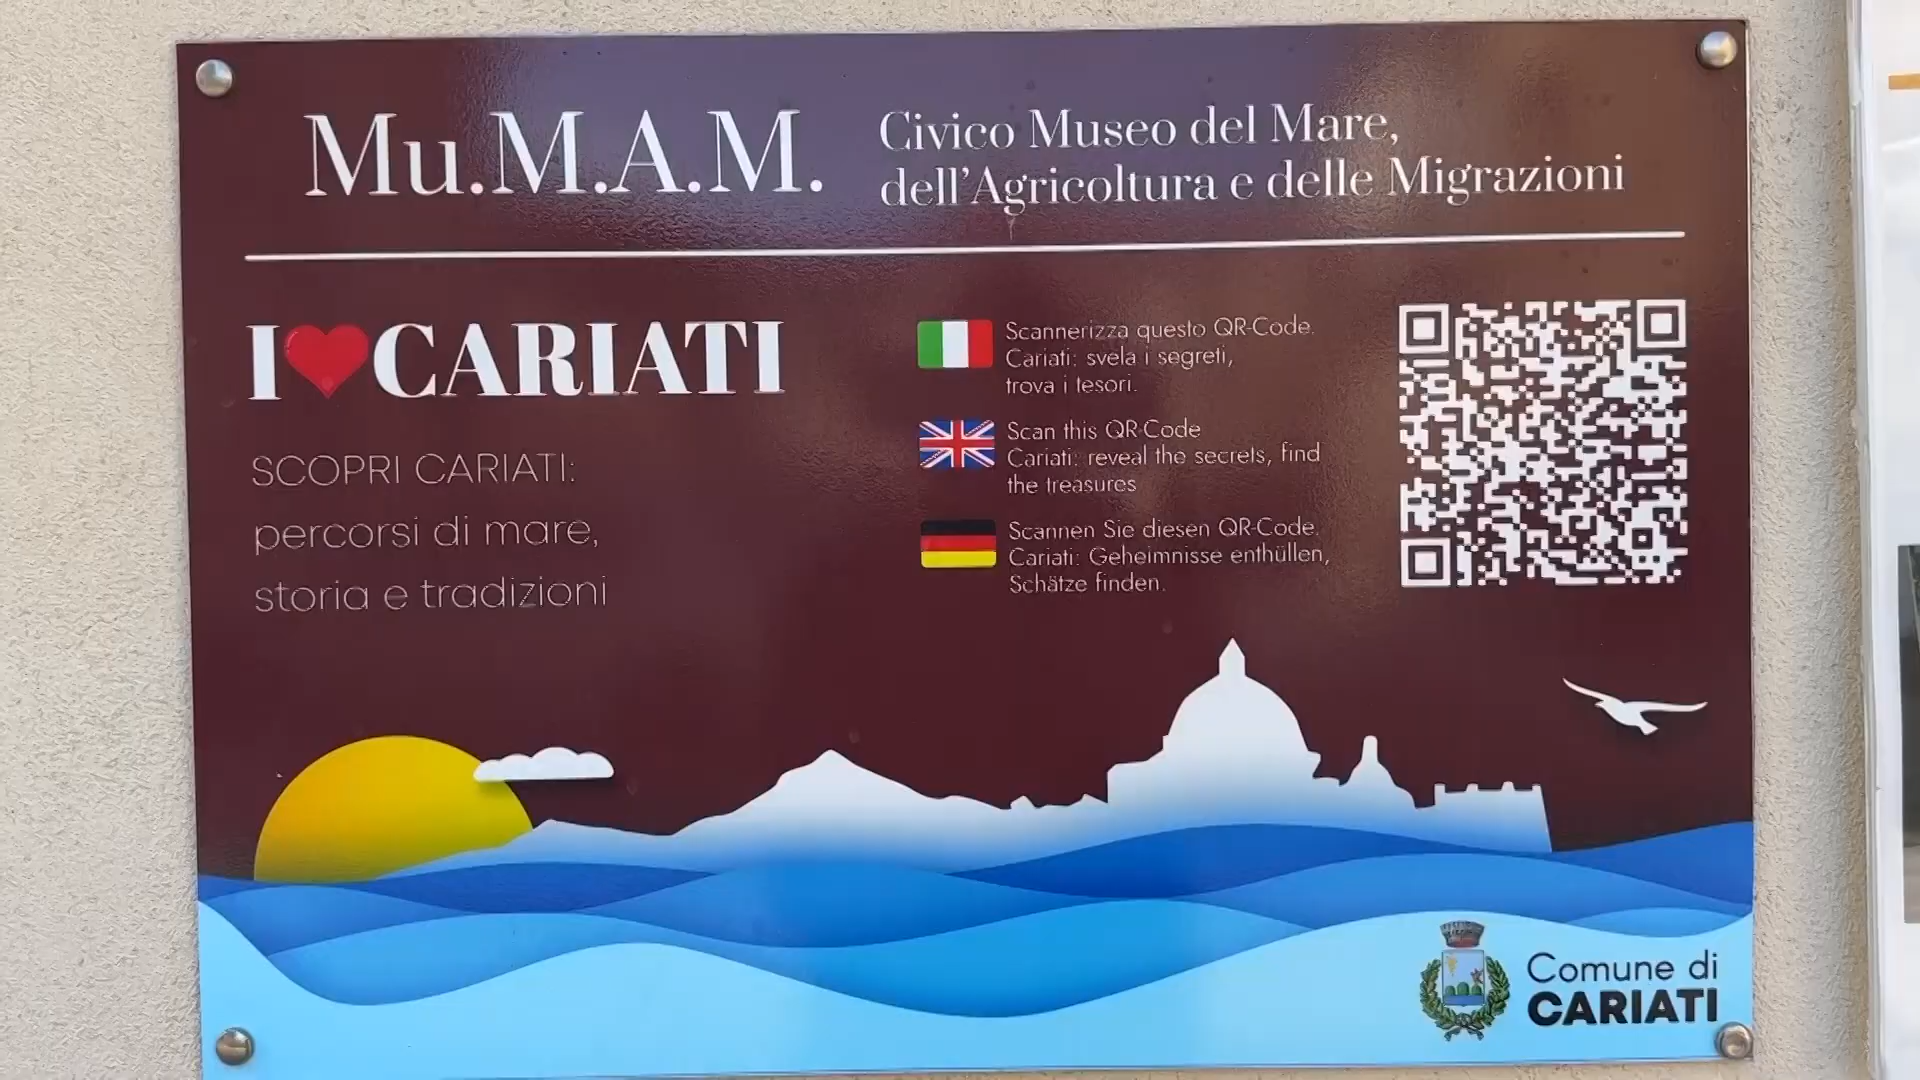 Mu.M.A.M.
Civico Museo del Mare,
dell'Agricoltura e delle Migrazioni
I❤CARIATI
SCOPRI CARIATI:
percorsi di mare,
storia e tradizioni
Scannerizza questo QR-Code.
Cariati: svela i segreti,
trova i tesori.
Scan this QR-Code
Cariati: reveal the secrets, find
the treasures
Scannen Sie diesen QR-Code.
Cariati: Geheimnisse enthüllen,
Schätze finden.
Comune di
CARIATI